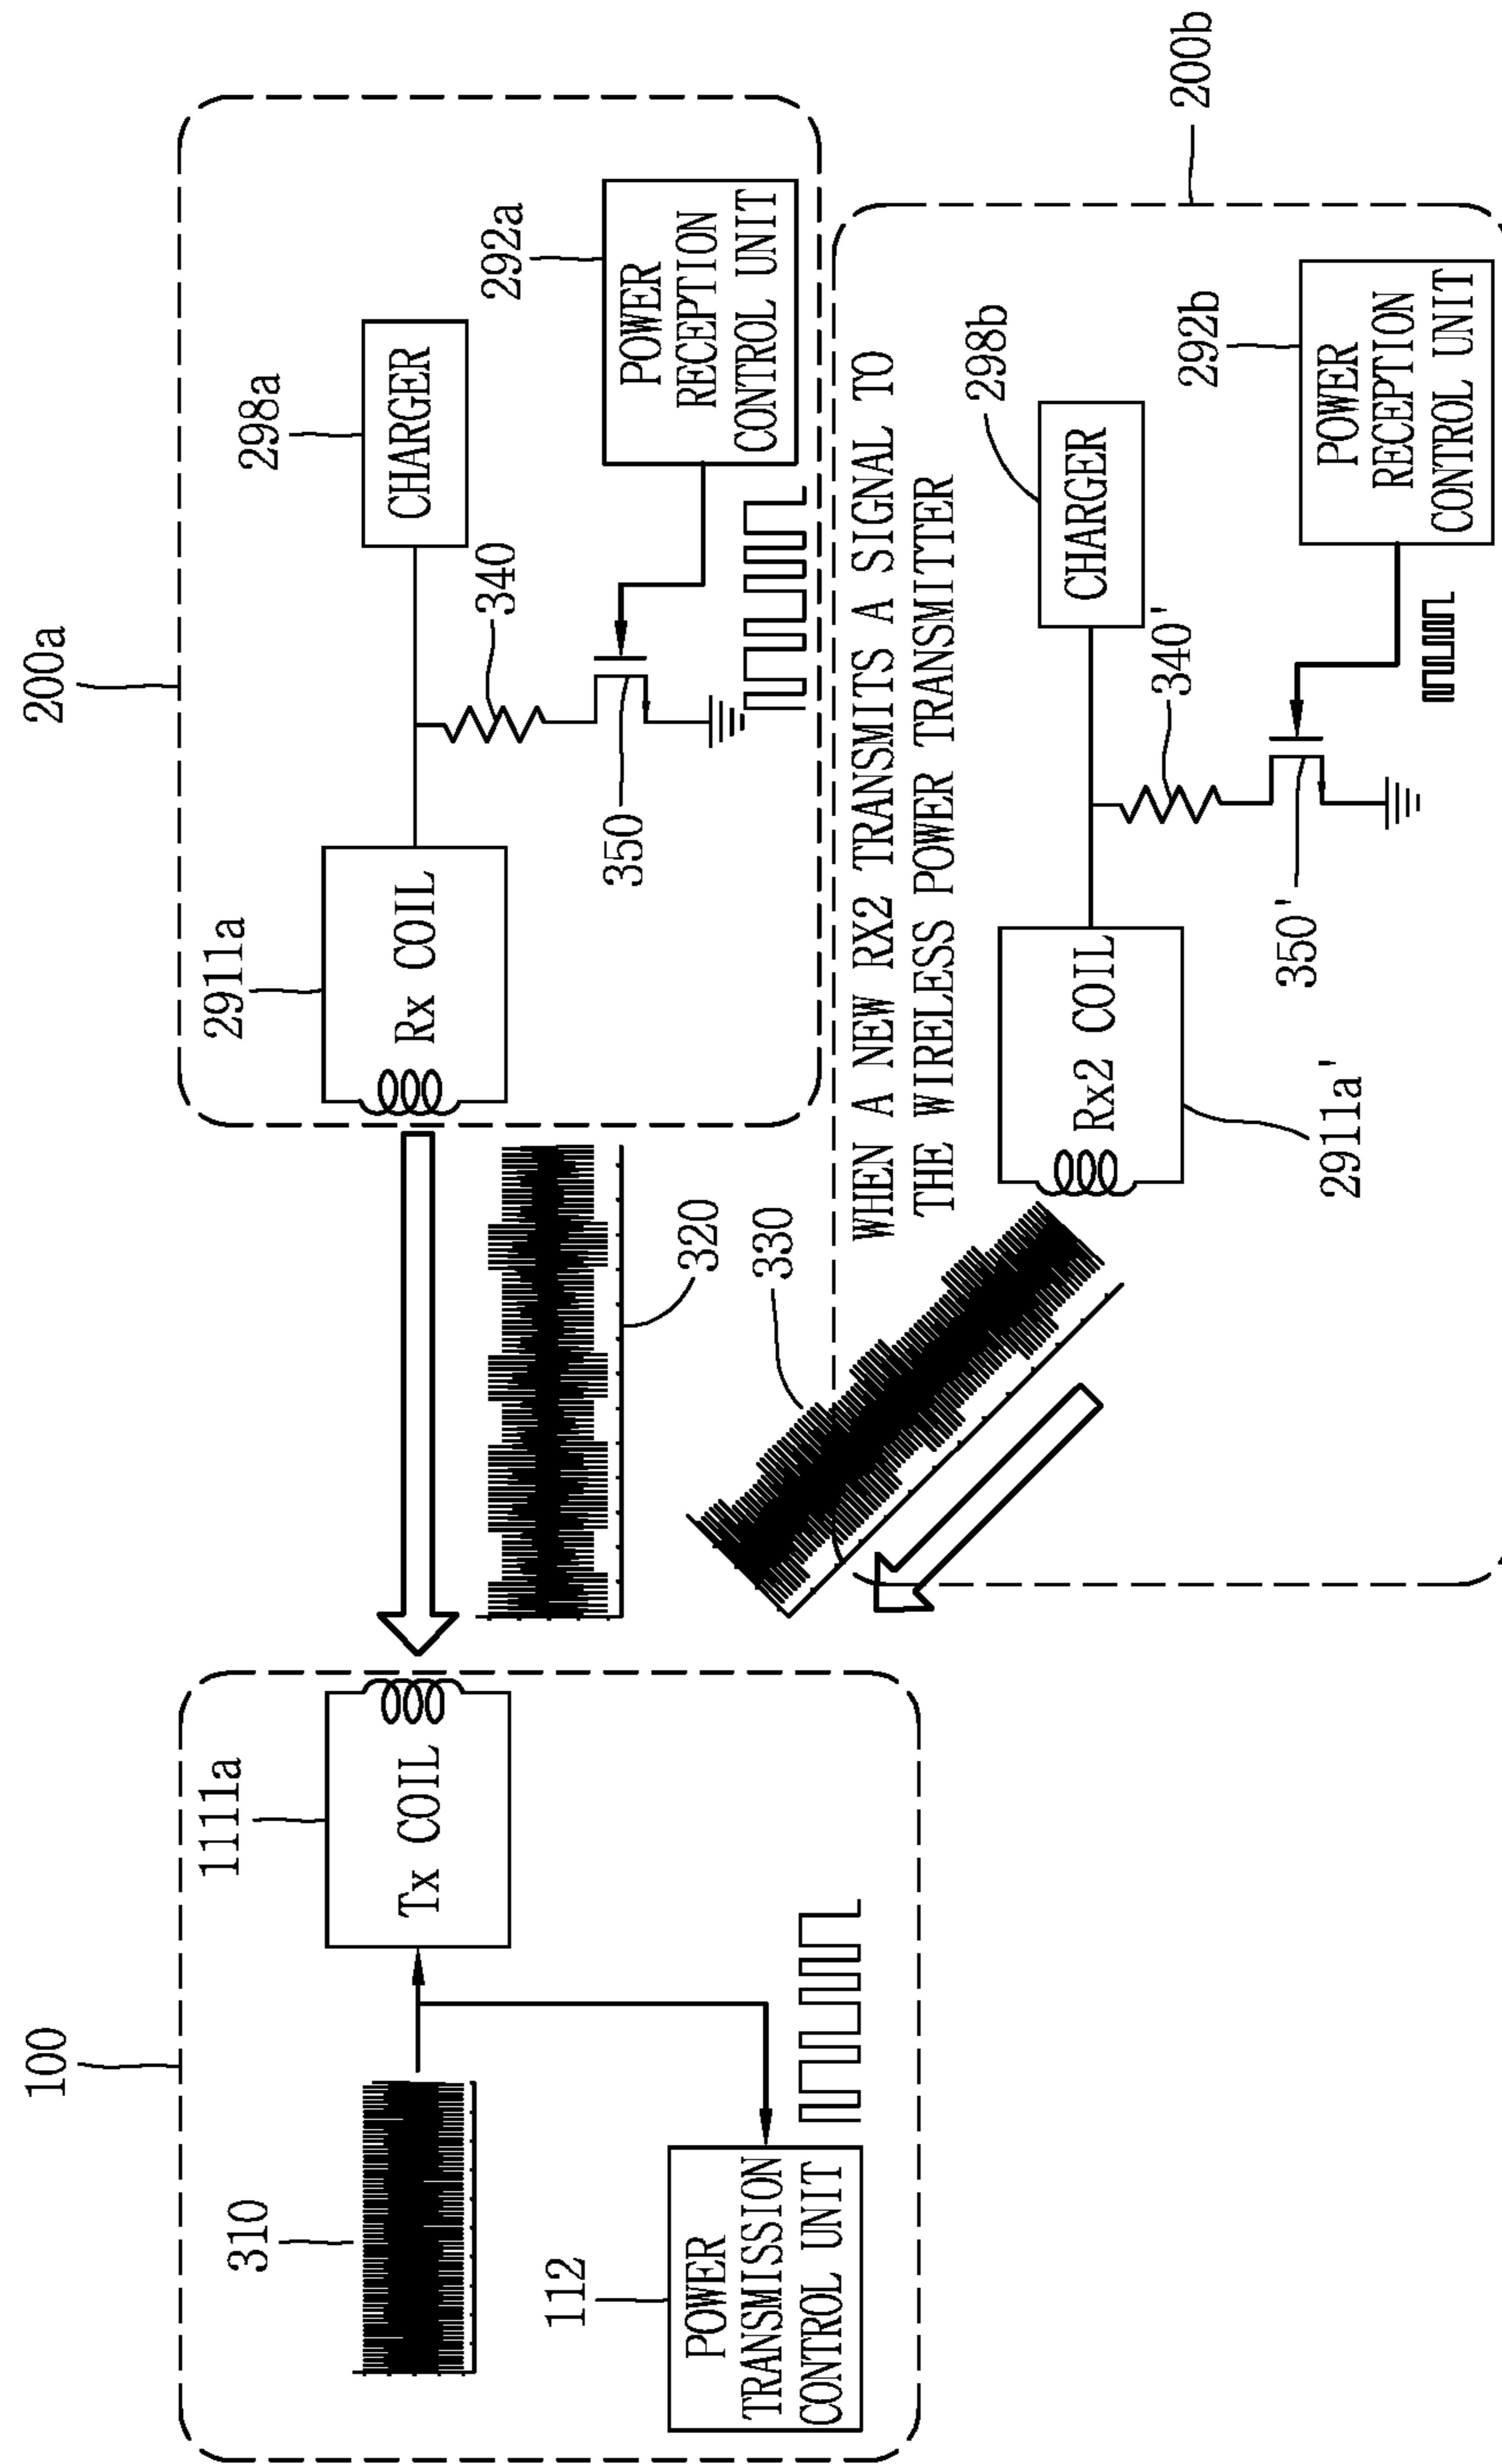 100
310
112
POWER
TRANSMISSION
CONTROL UNIT
1111a
Tx COIL
320
330
200a
2911a
Rx COIL
298a
CHARGER
340
350
292a
POWER
RECEPTION
CONTROL UNIT
WHEN A NEW RX2 TRANSMITS A SIGNAL TO
THE WIRELESS POWER TRANSMITTER
200b
2911a'
Rx2 COIL
298b
CHARGER
340'
350'
292b
POWER
RECEPTION
CONTROL UNIT